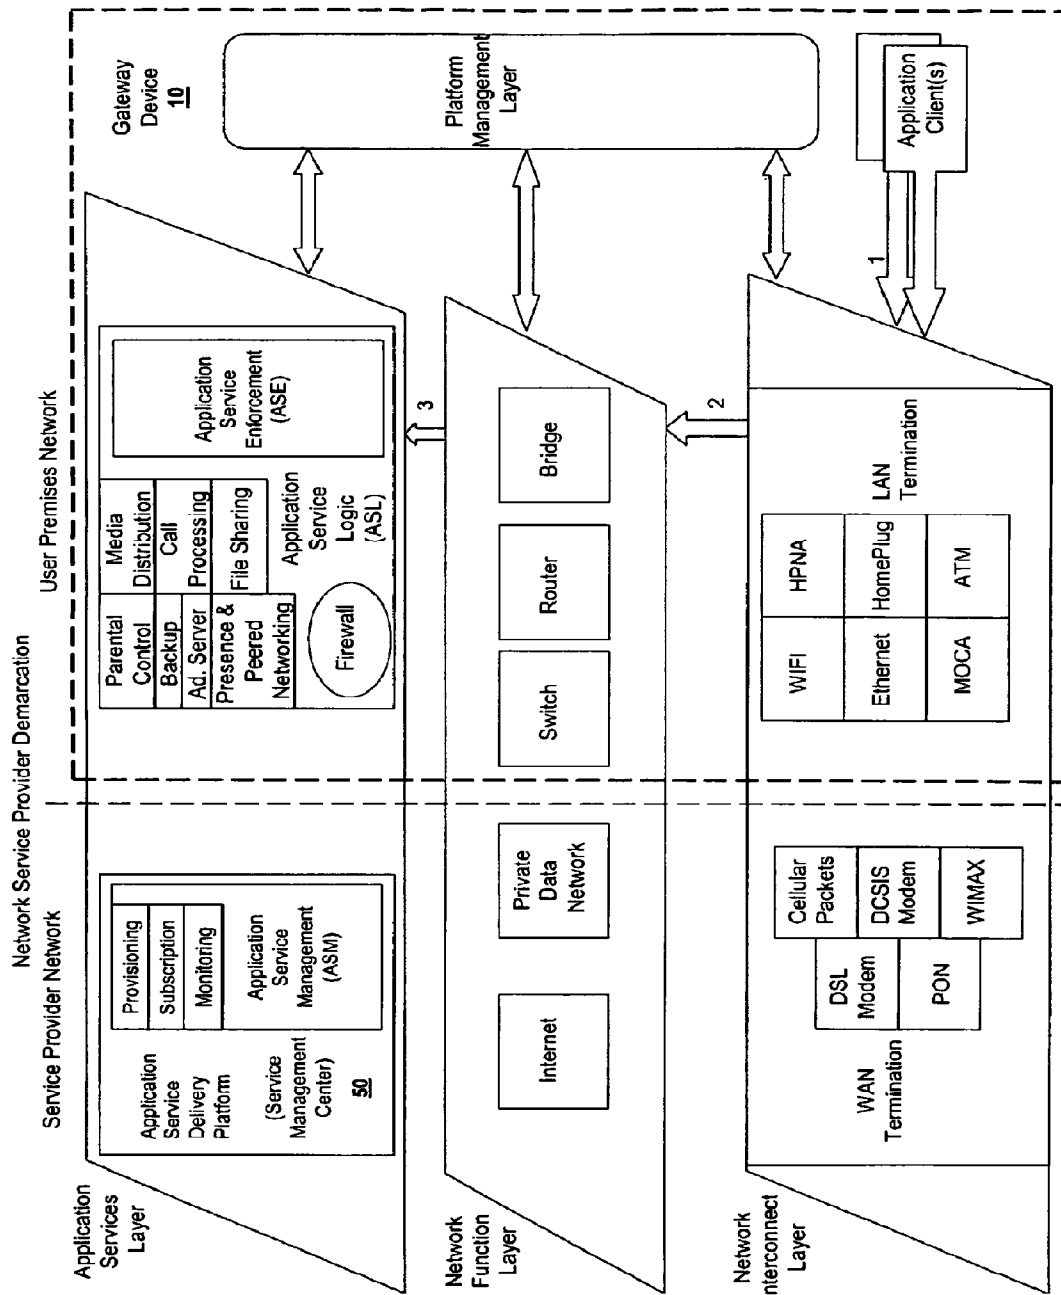 Network Service Provider Demarcation
Service Provider Network
User Premises Network
Gateway
Device
10
Application
Services
Layer
Application
Service
Delivery
Platform
(Service
Management
Center)
50
Provisioning
Subscription
Monitoring
Application
Service
Management
(ASM)
Parental
Control
Backup
Ad. Server
Presence &
Peered
Networking
Media
Distribution
Call
Processing
File Sharing
Firewall
Application
Service
Logic
(ASL)
Application
Service
Enforcement
(ASE)
3
Platform
Management
Layer
Network
Function
Layer
Internet
Private
Data
Network
Switch
Router
Bridge
2
Network
nterconnect
Layer
WAN
Termination
DSL
Modem
PON
Cellular
Packets
DCSIS
Modem
WIMAX
WIFI
HPNA
Ethernet
HomePlug
MOCA
ATM
LAN
Termination
1
Application
Client(s)